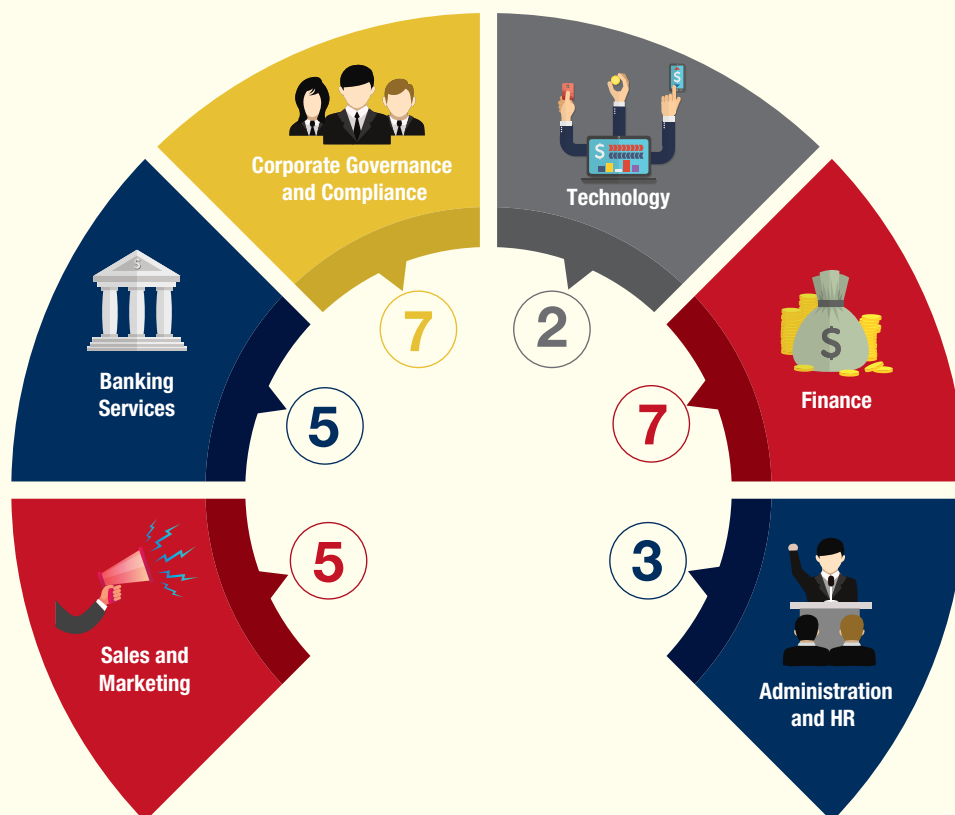 Corporate Governance
and Compliance
7
$
$
Technology
2
$
Banking
Services
5
$
Finance
7
Sales and
Marketing
5
Administration
and HR
3